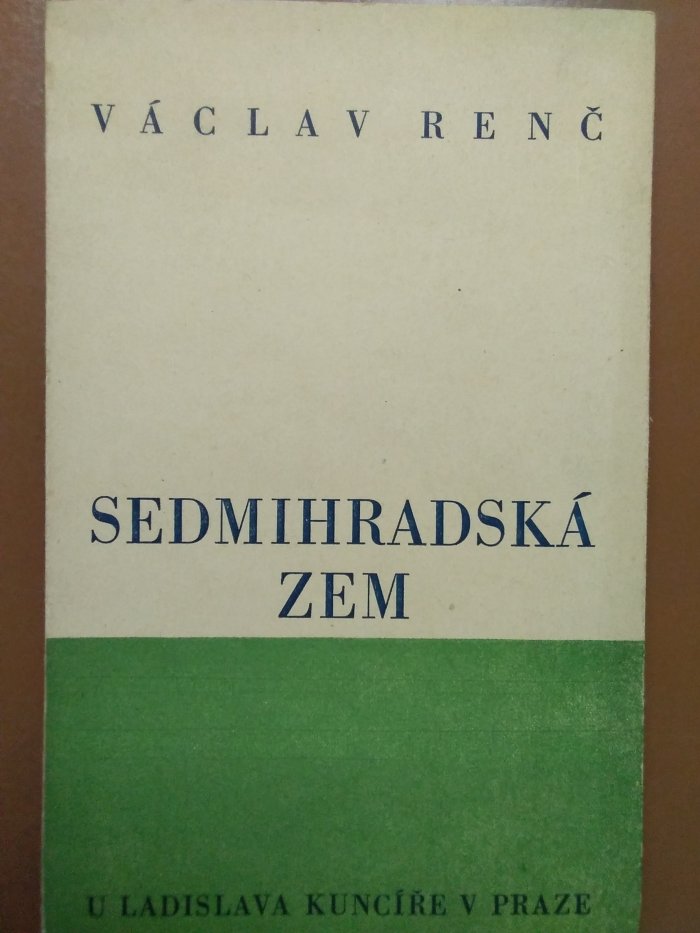 VÁCLAV RENČ
SEDMIHRADSKÁ
ZEM
U LADISLAVA KUNCÍŘE V PRAZE